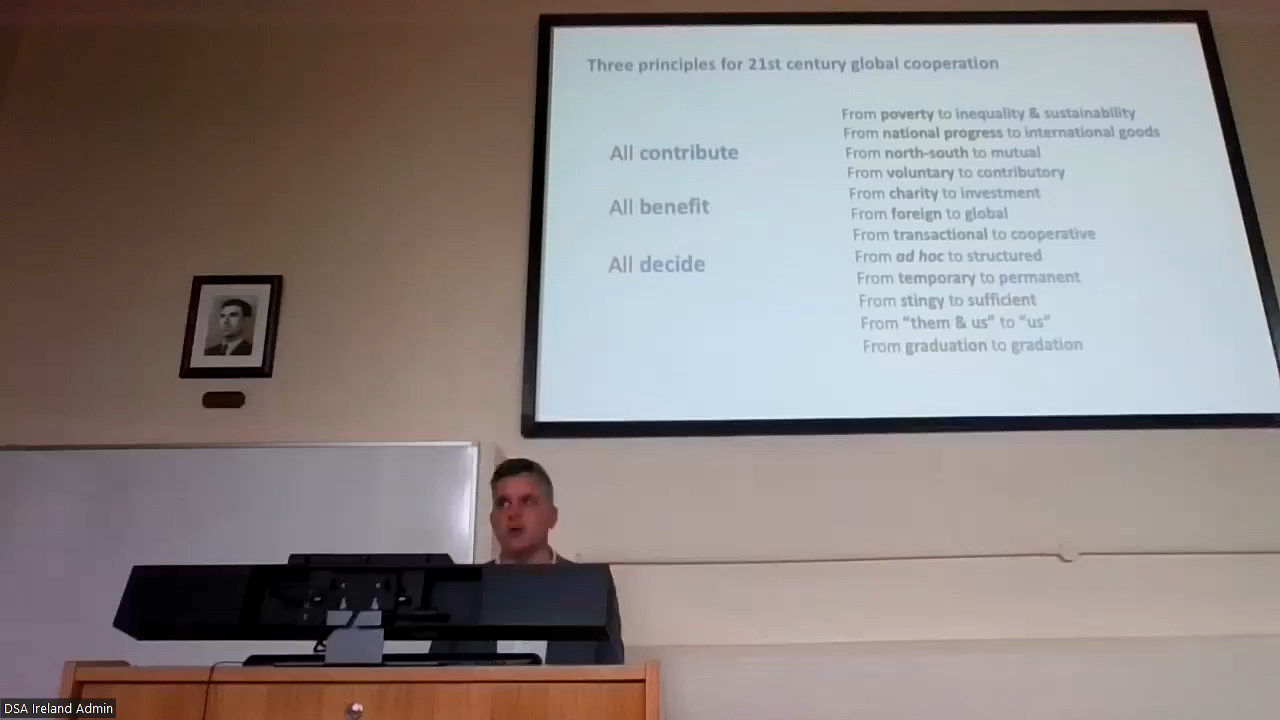 Three principles for 21st century global cooperation
All contribute
All benefit
All decide
From poverty to inequality & sustainability
From national progress to international goods
From north-south to mutual
From voluntary to contributory
From charity to investment
From foreign to global
From transactional to cooperative
From ad hoc to structured
From temporary to permanent
From stingy to sufficient
From “them & us” to “us”
From graduation to gradation
DSA Ireland Admin